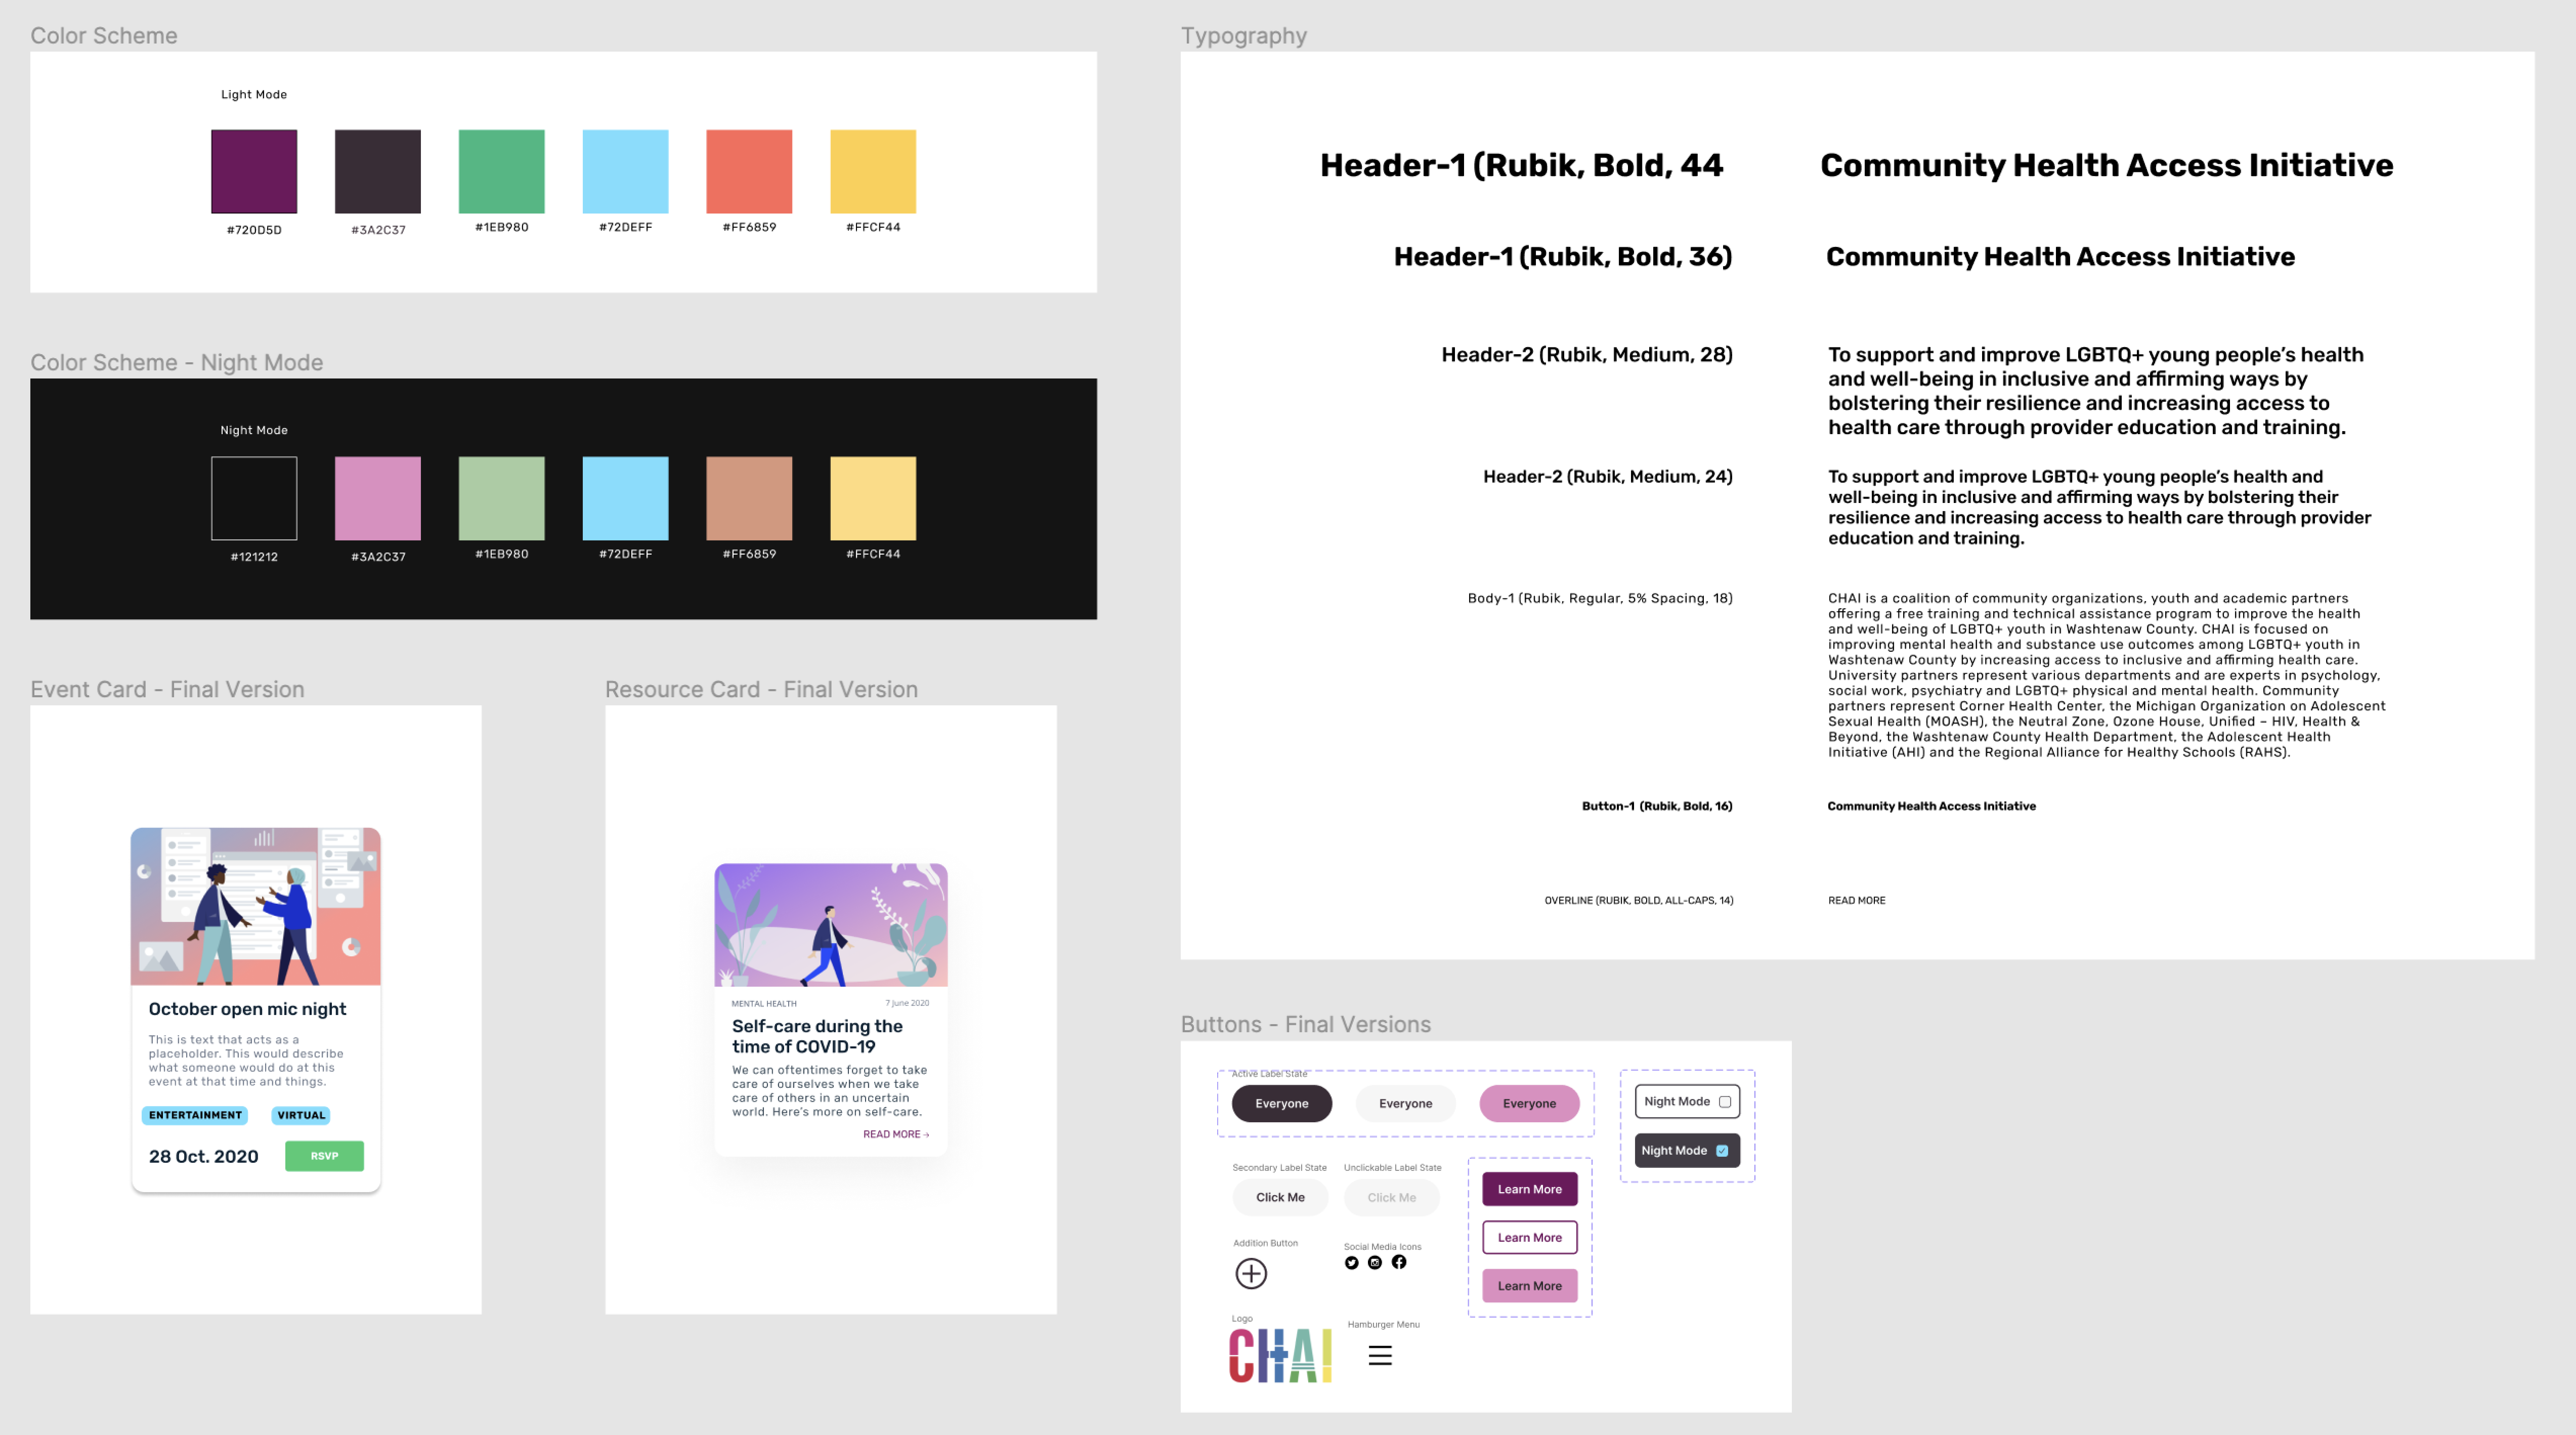 Color Scheme
Light Mode
#720D5D
#3A2C37
#1EB980
#72DEFF
#FF6859
#FFCF44
Color Scheme - Night Mode
Night Mode
#121212
#3A2C37
#1EB980
#72DEFF
#FF6859
#FFCF44
Event Card - Final Version
October open mic night
This is text that acts as a
placeholder. This would describe
what someone would do at this
event at that time and things.
ENTERTAINMENT
VIRTUAL
28 Oct. 2020
RSVP
Resource Card - Final Version
MENTAL HEALTH
7 June 2020
Self-care during the
time of COVID-19
We can oftentimes forget to take
care of ourselves when we take
care of others in an uncertain
world. Here's more on self-care.
READ MORE →
Typography
Header-1 (Rubik, Bold, 44
Community Health Access Initiative
Header-1 (Rubik, Bold, 36)
Community Health Access Initiative
Header-2 (Rubik, Medium, 28)
To support and improve LGBTQ+ young people's health
and well-being in inclusive and affirming ways by
bolstering their resilience and increasing access to
health care through provider education and training.
Header-2 (Rubik, Medium, 24)
To support and improve LGBTQ+ young people's health and
well-being in inclusive and affirming ways by bolstering their
resilience and increasing access to health care through provider
education and training.
Body-1 (Rubik, Regular, 5% Spacing, 18)
CHAI is a coalition of community organizations, youth and academic partners
offering a free training and technical assistance program to improve the health
and well-being of LGBTQ+ youth in Washtenaw County. CHAI is focused on
improving mental health and substance use outcomes among LGBTQ+ youth in
Washtenaw County by increasing access to inclusive and affirming health care.
University partners represent various departments and are experts in psychology,
social work, psychiatry and LGBTQ+ physical and mental health. Community
partners represent Corner Health Center, the Michigan Organization on Adolescent
Sexual Health (MOASH), the Neutral Zone, Ozone House, Unified – HIV, Health &
Beyond, the Washtenaw County Health Department, the Adolescent Health
Initiative (AHI) and the Regional Alliance for Healthy Schools (RAHS).
Button-1 (Rubik, Bold, 16)
Community Health Access Initiative
OVERLINE (RUBIK, BOLD, ALL-CAPS, 14)
READ MORE
Buttons - Final Versions
Active Label State
Everyone
Everyone
Everyone
Night Mode
Night Mode
Secondary Label State
Click Me
Unclickable Label State
Click Me
Learn More
Learn More
Learn More
Addition Button
Social Media Icons
Logo
CHAI
Hamburger Menu